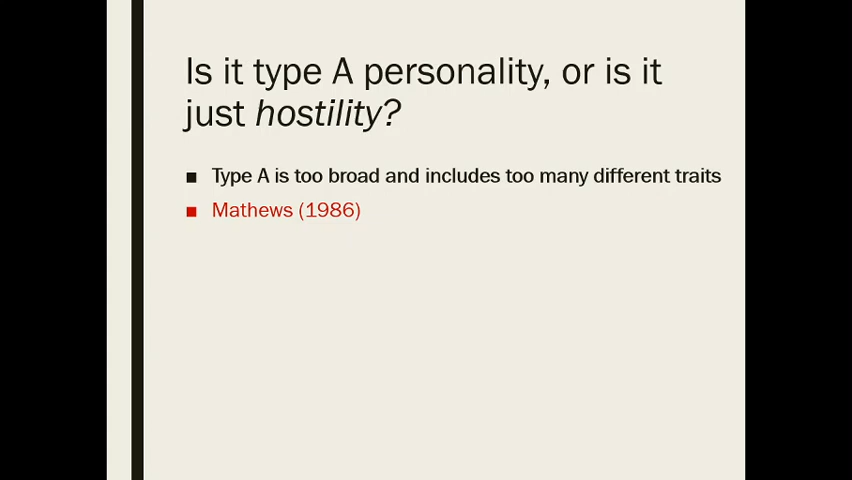 Is it type A personality, or is it
just hostility?
Type A is too broad and includes too many different traits
Mathews (1986)